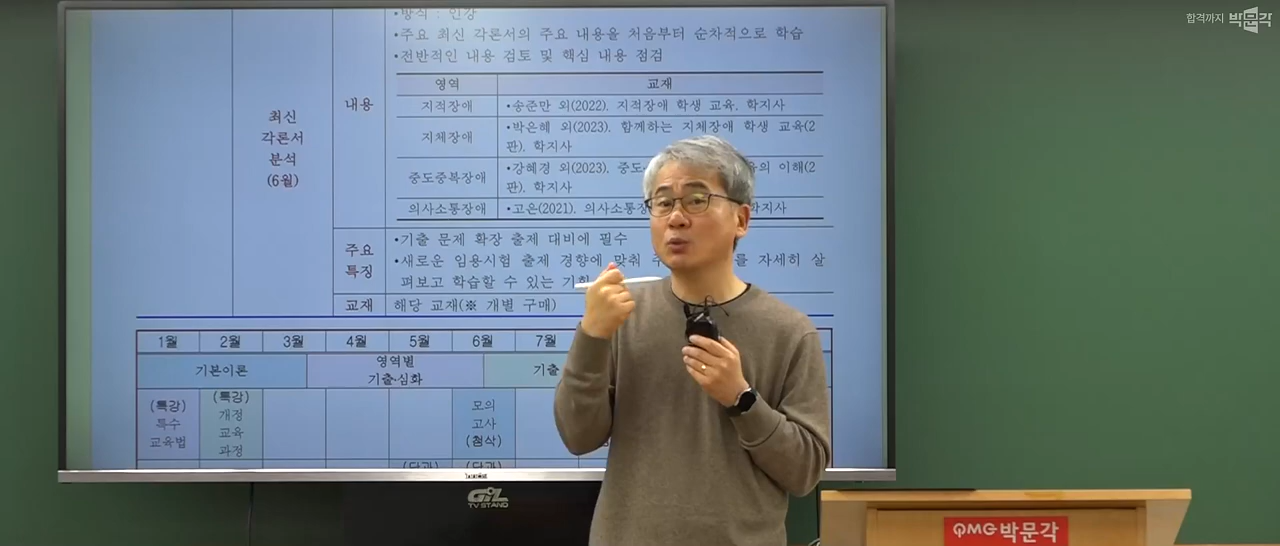 합격까지 박문각
•방식 : 인강
•주요 최신 각론서의 주요 내용을 처음부터 순차적으로 학습
•전반적인 내용 검토 및 핵심 내용 점검
최신
각론서
분석
(6월)
내용
영역 교재
지적장애 •송준만 외(2022). 지적장애 학생 교육. 학지사
지체장애 •박은혜 외(2023). 함께하는 지체장애 학생 교육(2
판). 학지사
중도중복장애 •강혜경 외(2023). 중도 의 이해(2
판). 학지사
의사소통장애 •고은(2021). 의사소통장 학지사
주요
특징
•기출 문제 확장 출제 대비에 필수
•새로운 임용시험 출제 경향에 맞춰 를 자세히 살
펴보고 학습할 수 있는
교재 해당 교재(※ 개별 구매)
1월 2월 3월 4월 5월 6월 7월
기본이론
영역별
기출·심화
기출
(특강)
특수
교육법
(특강)
개정
교육
과정
모의
고사
(첨삭)
GiL
TV STAND
PMG 박문각